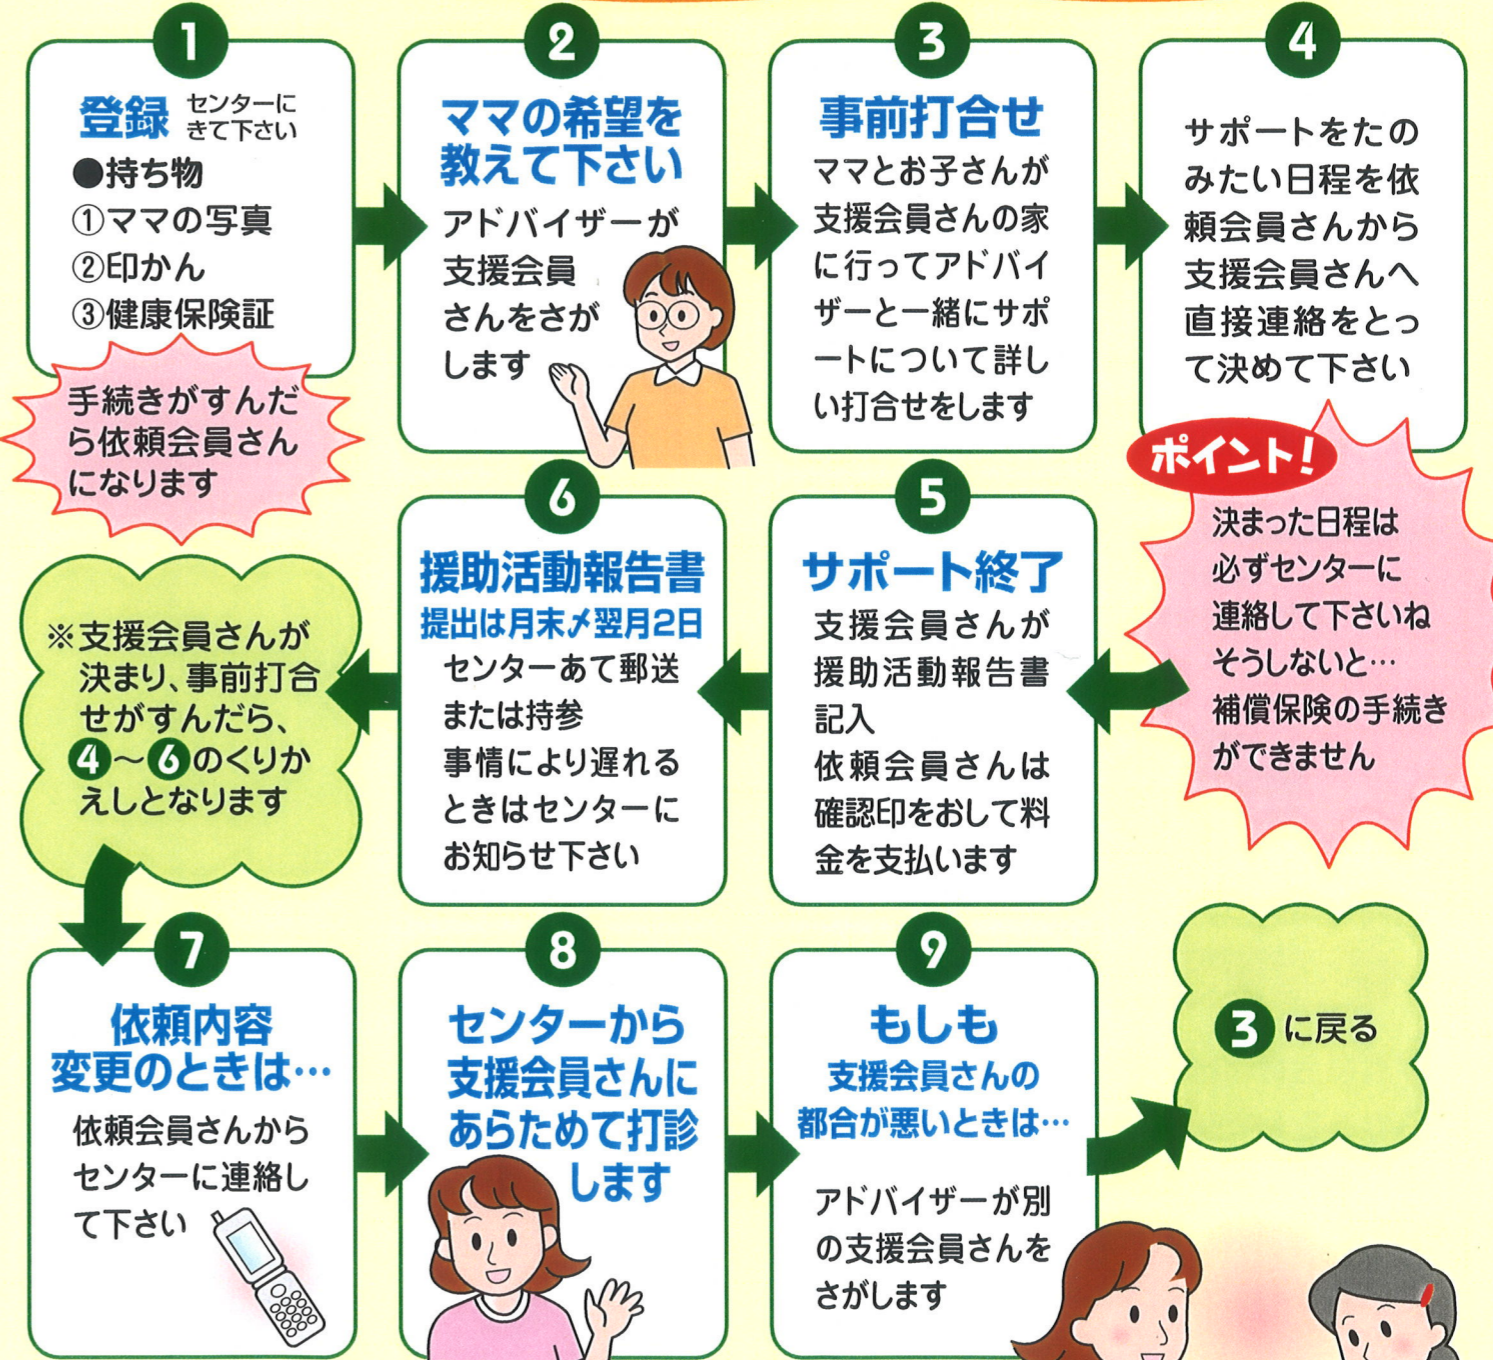 1
登録 センターに
きて下さい
●持ち物
①ママの写真
②印かん
③健康保険証
手続きがすんだ
ら依頼会員さん
になります
2
ママの希望を
教えて下さい
アドバイザーが
支援会員
さんをさが
します
3
事前打合せ
ママとお子さんが
支援会員さんの家
に行ってアドバイ
ザーと一緒にサポ
ートについて詳し
い打合せをします
4
サポートをたの
みたい日程を依
頼会員さんから
支援会員さんへ
直接連絡をとっ
て決めて下さい
ポイント!
決まった日程は
必ずセンターに
連絡して下さいね
そうしないと…
補償保険の手続き
ができません
5
サポート終了
支援会員さんが
援助活動報告書
記入
依頼会員さんは
確認印をおして料
金を支払います
6
援助活動報告書
提出は月末〆翌月2日
センターあて郵送
または持参
事情により遅れる
ときはセンターに
お知らせ下さい
※支援会員さんが
決まり、事前打合
せがすんだら、
4～6のくりか
えしとなります
7
依頼内容
変更のときは…
依頼会員さんから
センターに連絡し
て下さい
8
センターから
支援会員さんに
あらためて打診
します
9
もしも
支援会員さんの
都合が悪いときは…
アドバイザーが別
の支援会員さんを
さがします
3に戻る